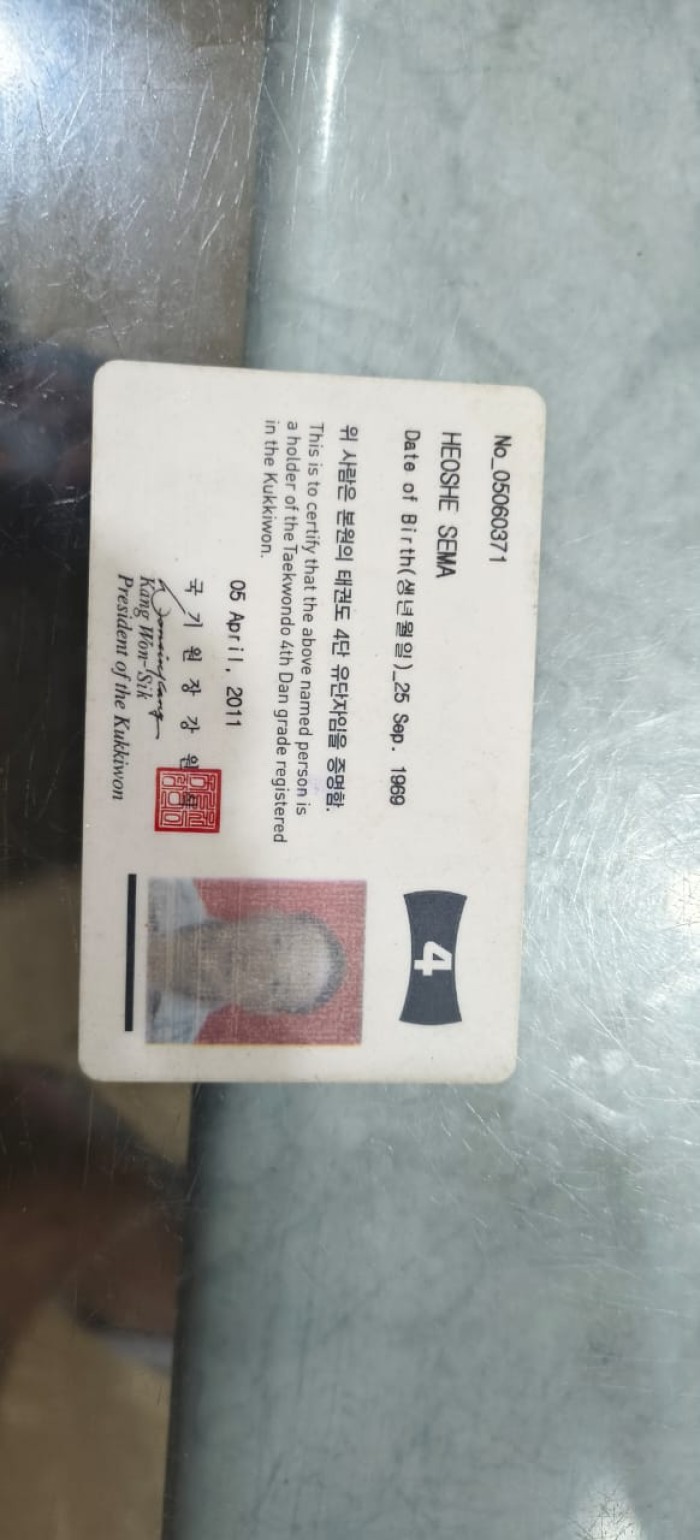 No_05060371
HEOSHE SEMA
Date of Birth(생년월일)_25 Sep. 1969
4
위 사람은 본원의 태권도 4단 유단자임을 증명함.
This is to certify that the above named person is
a holder of the Taekwondo 4th Dan grade registered
in the Kukkiwon.
05 April, 2011
국 기 원 장 강 원
Kang Won-Sik
President of the Kukkiwon